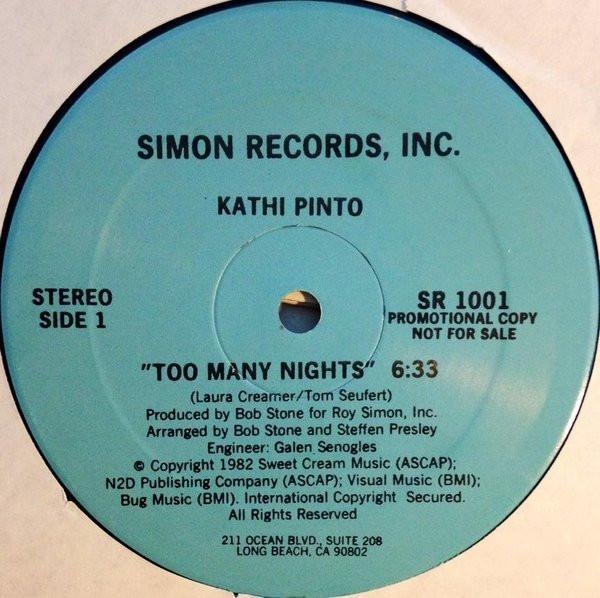 SIMON RECORDS, INC.
KATHI PINTO
STEREO
SIDE 1
SR 1001
PROMOTIONAL COPY
NOT FOR SALE
"TOO MANY NIGHTS" 6:33
(Laura Creamer/Tom Seufert)
Produced by Bob Stone for Roy Simon, Inc.
Arranged by Bob Stone and Steffen Presley
Engineer: Galen Senogles
© Copyright 1982 Sweet Cream Music (ASCAP);
N2D Publishing Company (ASCAP); Visual Music (BMI);
Bug Music (BMI). International Copyright Secured.
All Rights Reserved
211 OCEAN BLVD., SUITE 208
LONG BEACH, CA 90802